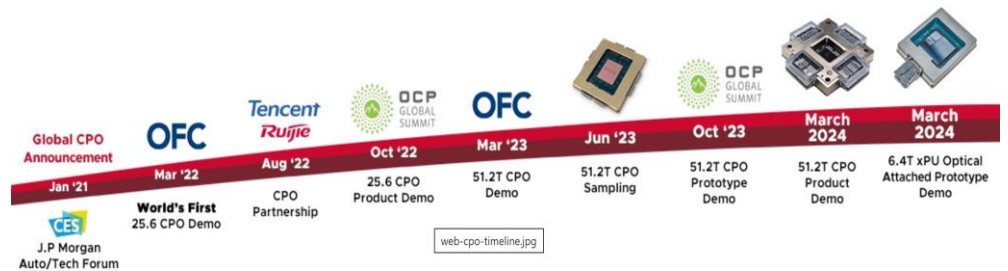 Global CPO
Announcement
Jan '21
CES
J.P Morgan
Auto/Tech Forum
OFC
Mar '22
World's First
25.6 CPO Demo
Tencent
Ruijie
Aug '22
CPO
Partnership
OCP
GLOBAL
SUMMIT
Oct '22
25.6 CPO
Product Demo
OFC
Mar '23
51.2T CPO
Demo
Jun '23
51.2T CPO
Sampling
OCP
GLOBAL
SUMMIT
Oct '23
51.2T CPO
Prototype
Demo
March
2024
51.2T CPO
Product
Demo
March
2024
6.4T xPU Optical
Attached Prototype
Demo
web-cpo-timeline.jpg